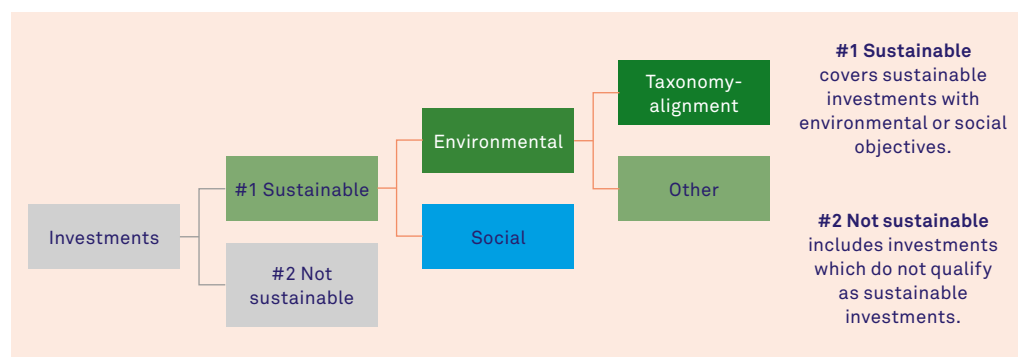 Investments
#1 Sustainable
#2 Not
sustainable
Environmental
Social
Taxonomy-
alignment
Other
#1 Sustainable
covers sustainable
investments with
environmental or social
objectives.
#2 Not sustainable
includes investments
which do not qualify
as sustainable
investments.